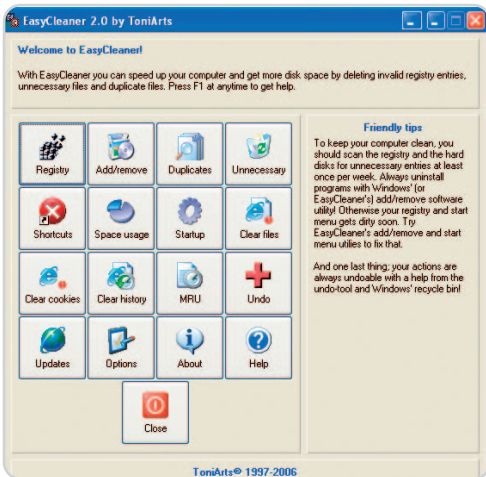 EasyCleaner 2.0 by ToniArts
Welcome to EasyCleaner!
With EasyCleaner you can speed up your computer and get more disk space by deleting invalid registry entries,
unnecessary files and duplicate files. Press F1 at anytime to get help.
Registry
Add/remove
Duplicates
Unnecessary
Shortcuts
Space usage
Startup
Clear files
Clear cookies
Clear history
MRU
Undo
Updates
Options
About
Help
Close
Friendly tips
To keep your computer clean, you
should scan the registry and the hard
disks for unnecessary entries at least
once per week. Always uninstall
programs with Windows' (or
EasyCleaner's) add/remove software
utility! Otherwise your registry and start
menu gets dirty soon. Try
EasyCleaner's add/remove and start
menu utilies to fix that.
And one last thing; your actions are
always undoable with a help from the
undo-tool and Windows' recycle bin!
ToniArts© 1997-2006